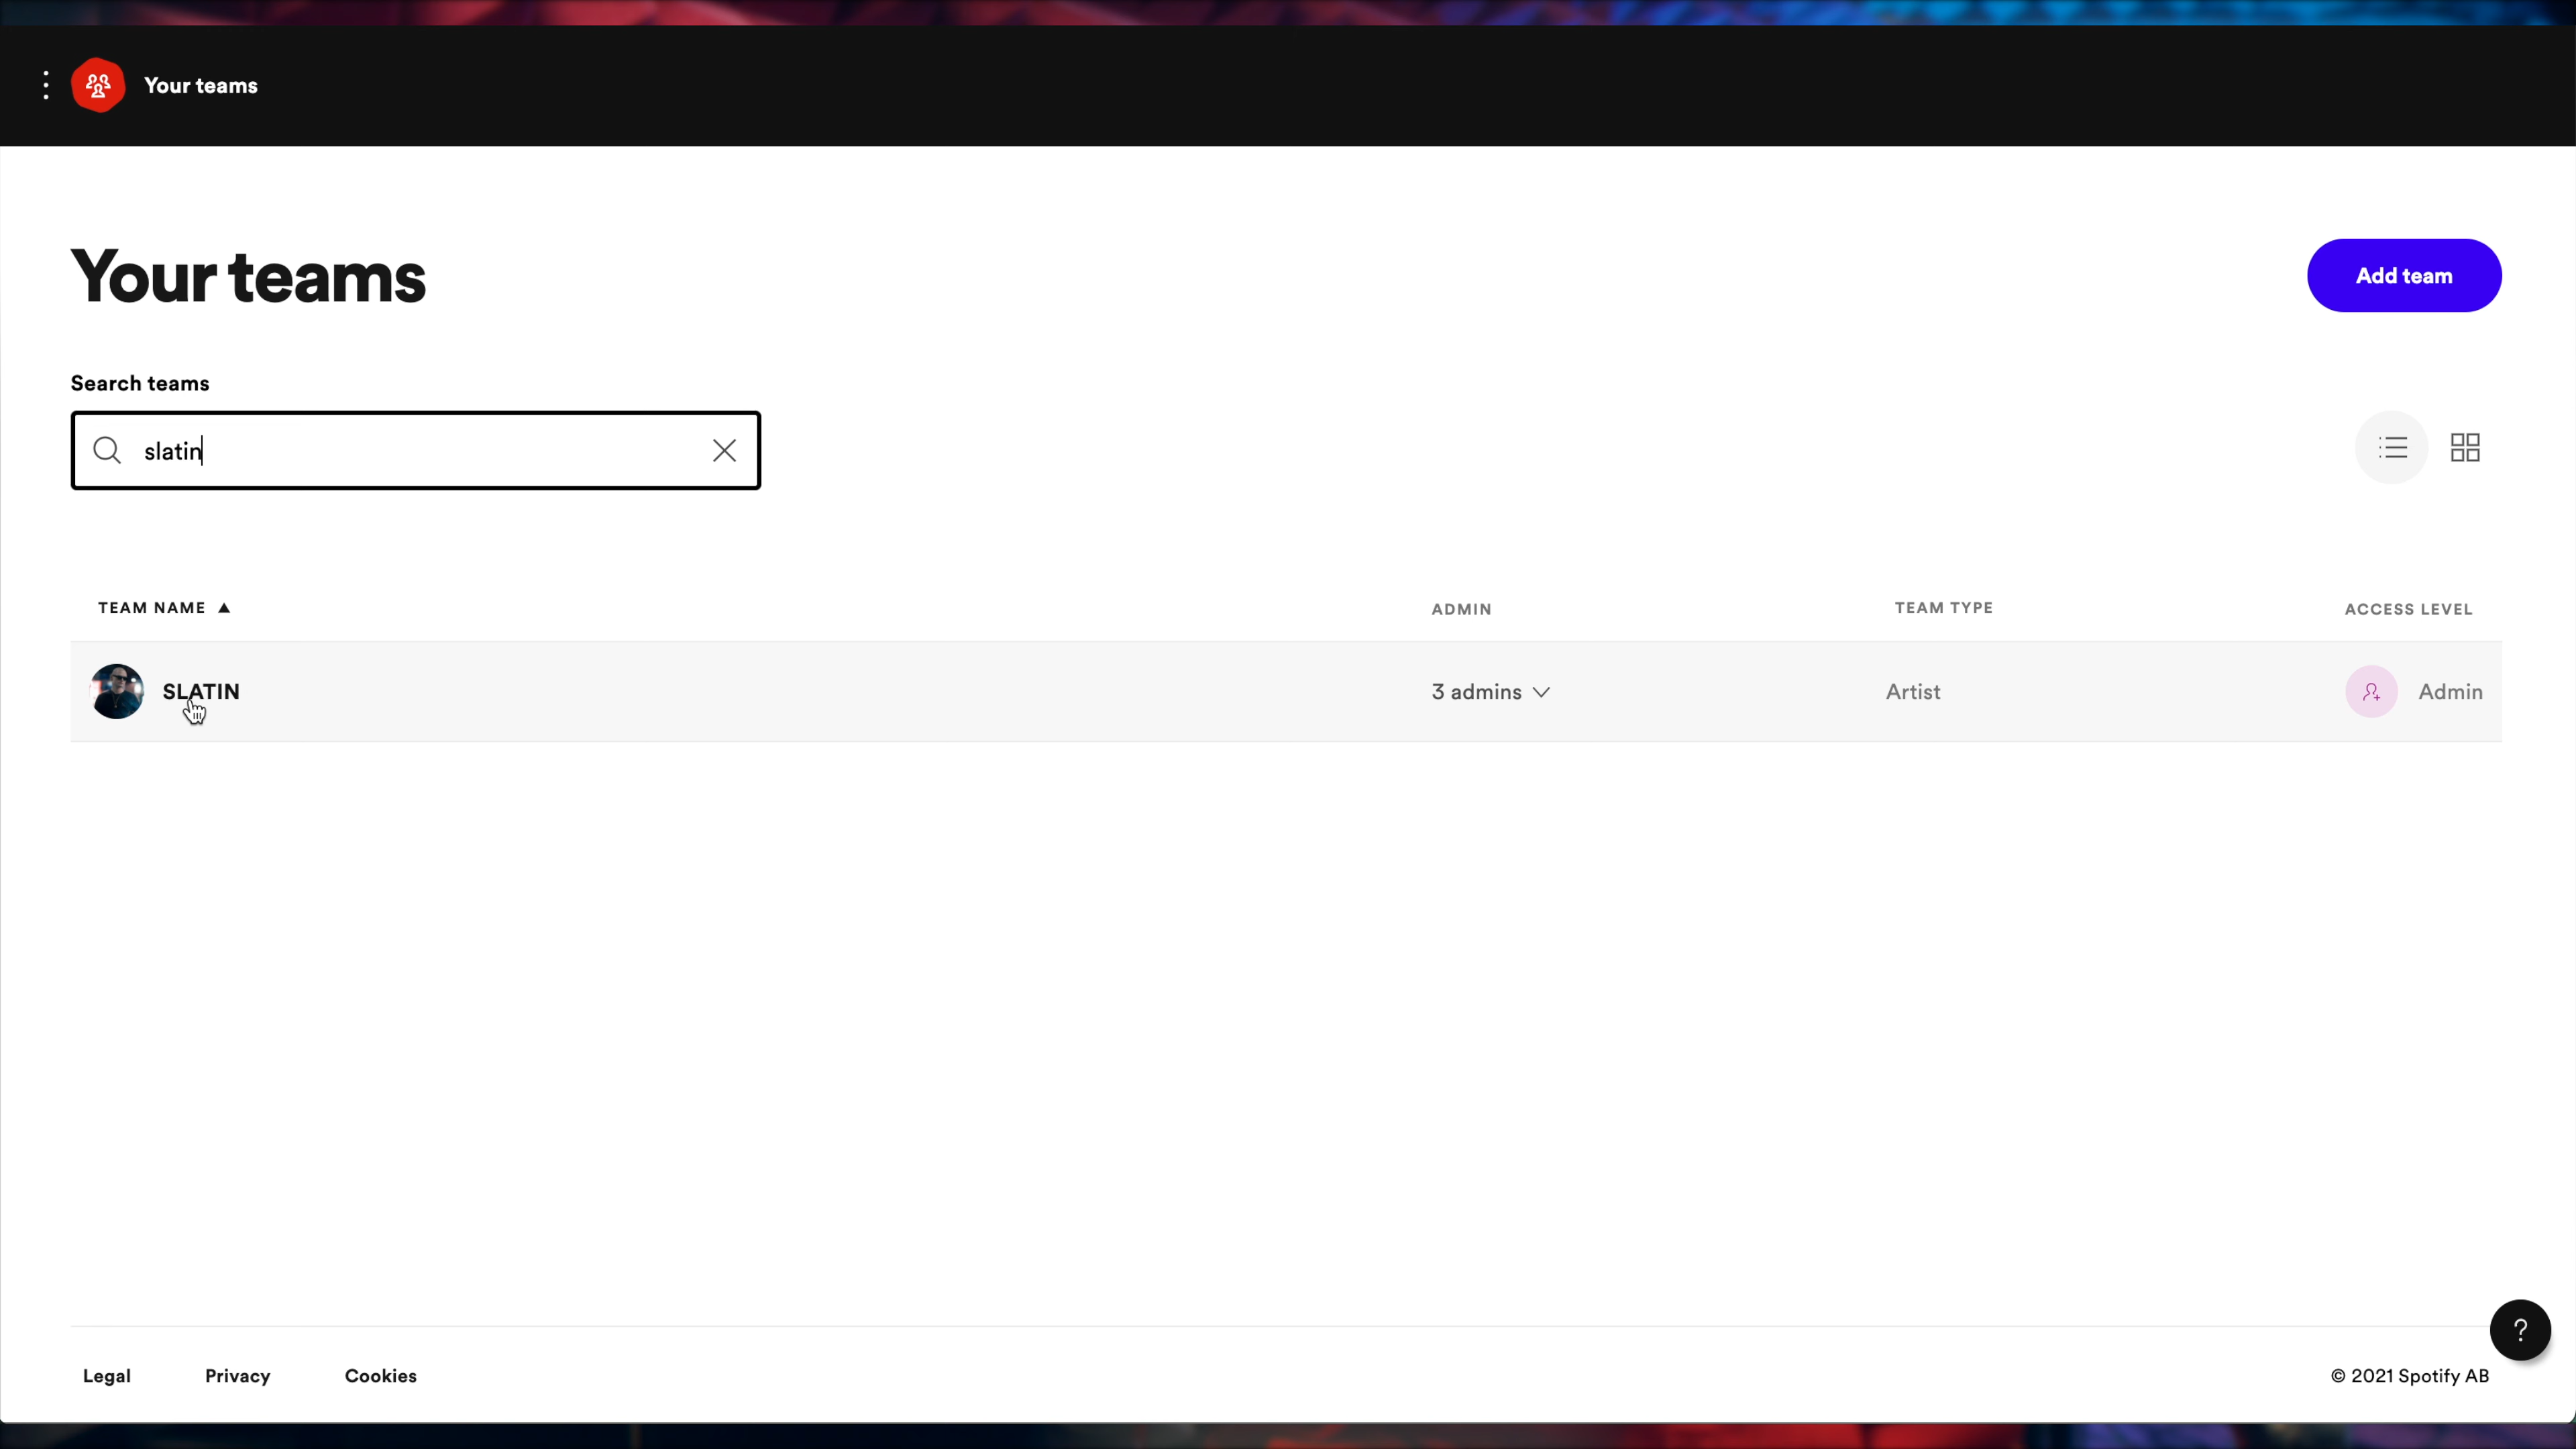 Your teams
Your teams
Add team
Search teams
slatin
TEAM NAME ADMIN TEAM TYPE ACCESS LEVEL
SLATIN 3 admins Artist Admin
?
Legal Privacy Cookies © 2021 Spotify AB